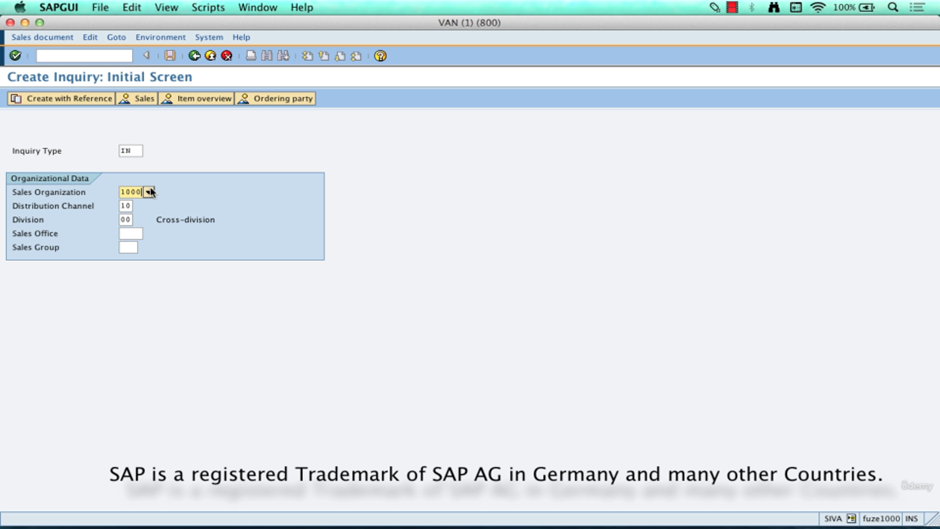 SAPGUI File Edit View Scripts Window Help 100%
VAN (1) (800)
Sales document Edit Goto Environment System Help
Create Inquiry: Initial Screen
Create with Reference Sales Item overview Ordering party
Inquiry Type IN
Organizational Data
Sales Organization 1000
Distribution Channel 10
Division 00 Cross-division
Sales Office
Sales Group
SAP is a registered Trademark of SAP AG in Germany and many other Countries.
Udemy
SIVA fuze1000 INS